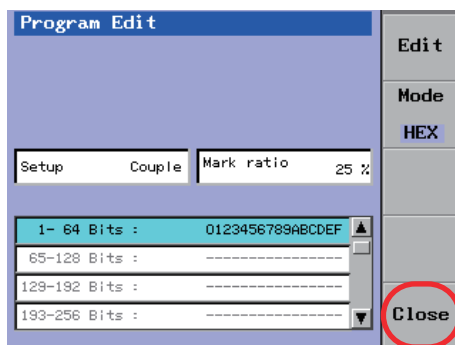 Program Edit
Edit
Mode
HEX
Setup Couple
Mark ratio 25 %
1- 64 Bits : 0123456789ABCDEF
65-128 Bits : ----------------
129-192 Bits : ----------------
193-256 Bits : ----------------
Close